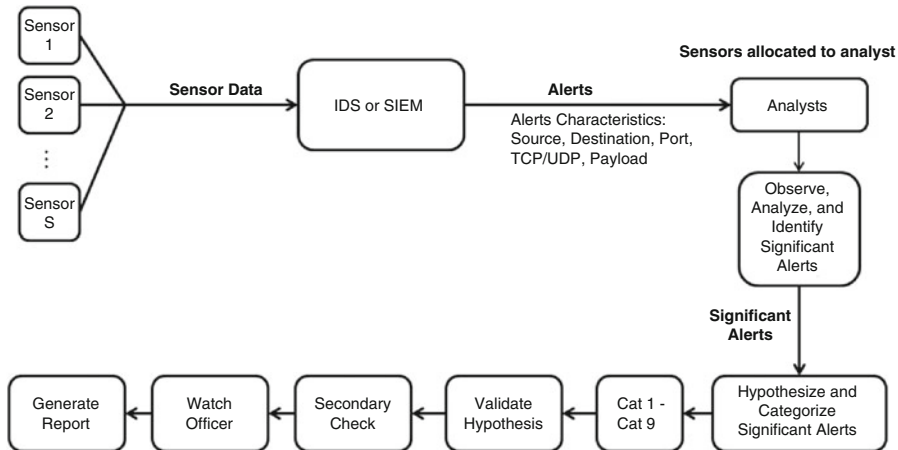 Sensor
1
Sensor
2
Sensor
S
Sensor Data
IDS or SIEM
Alerts
Alerts Characteristics:
Source, Destination, Port,
TCP/UDP, Payload
Sensors allocated to analyst
Analysts
Observe,
Analyze, and
Identify
Significant
Alerts
Significant
Alerts
Hypothesize and
Categorize
Significant Alerts
Cat 1 -
Cat 9
Validate
Hypothesis
Secondary
Check
Watch
Officer
Generate
Report